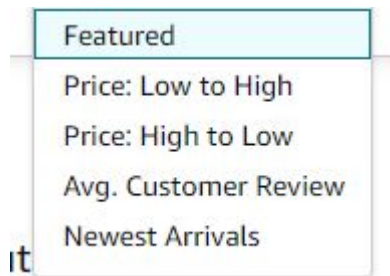 Featured
Price: Low to High
Price: High to Low
Avg. Customer Review
Newest Arrivals